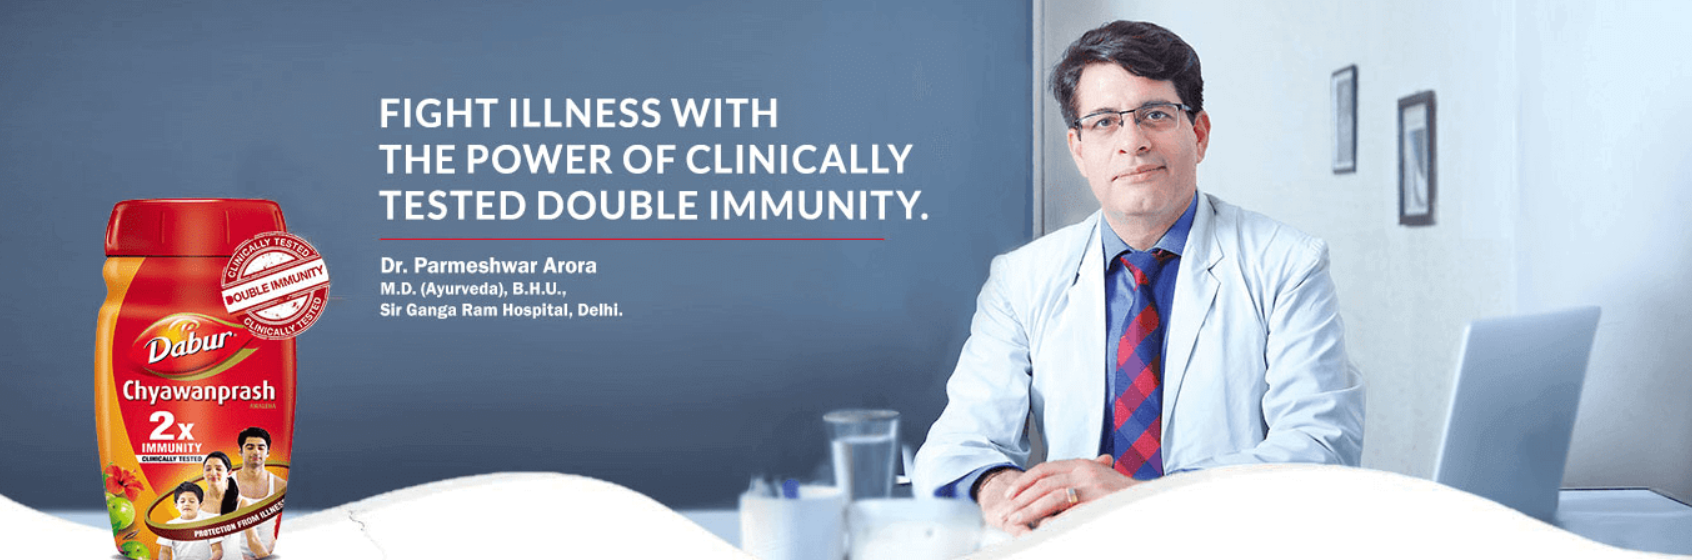 FIGHT ILLNESS WITH
THE POWER OF CLINICALLY
TESTED DOUBLE IMMUNITY.
Dr. Parmeshwar Arora
M.D. (Ayurveda), B.H.U.,
Sir Ganga Ram Hospital, Delhi.
CLINICALLY TESTED
DOUBLE IMMUNITY
CLINICALLY TESTED
Dabur
Chyawanprash
2x
IMMUNITY
CLINICALLY TESTED
PROTECTION FROM ILLNESS